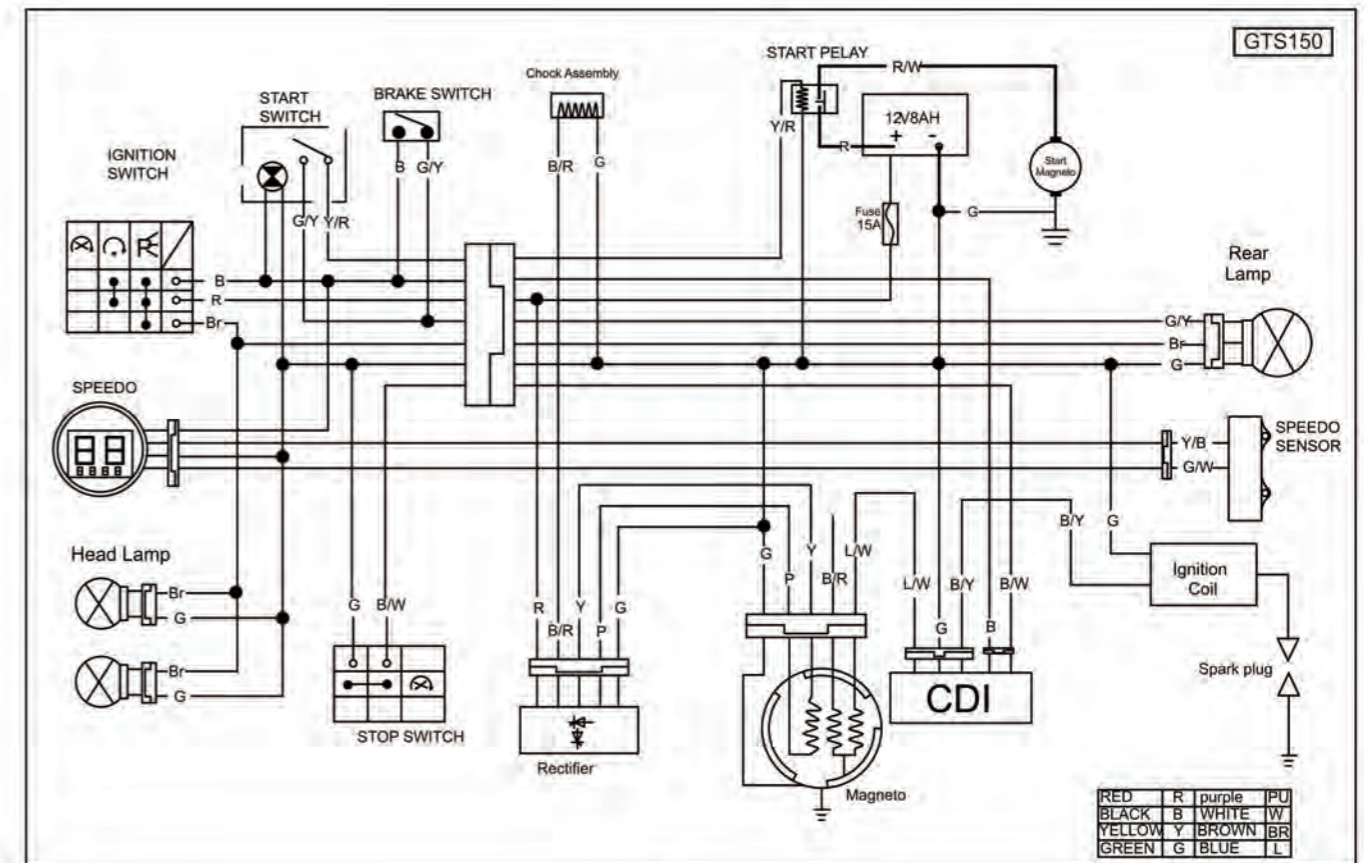 GTS150
START PELAY
R/W
Chock Assembly
BRAKE SWITCH
START
SWITCH
12V8AH
+ -
Y/R
R
IGNITION
SWITCH
B G/Y
B/R G
Start
Magneto
G/Y Y/R
Fuse
15A
G
Rear
Lamp
B
R
Br
G/Y
Br
G
SPEEDO
SPEEDO
SENSOR
Y/B
G/W
B/Y G
Head Lamp
Br
G
Br
G
G B/W
R B/R Y P G
G P Y B/R L/W
L/W G B/Y B B/W
Ignition
Coil
Spark plug
CDI
STOP SWITCH
Rectifier
Magneto
RED R purple PU
BLACK B WHITE W
YELLOW Y BROWN BR
GREEN G BLUE L